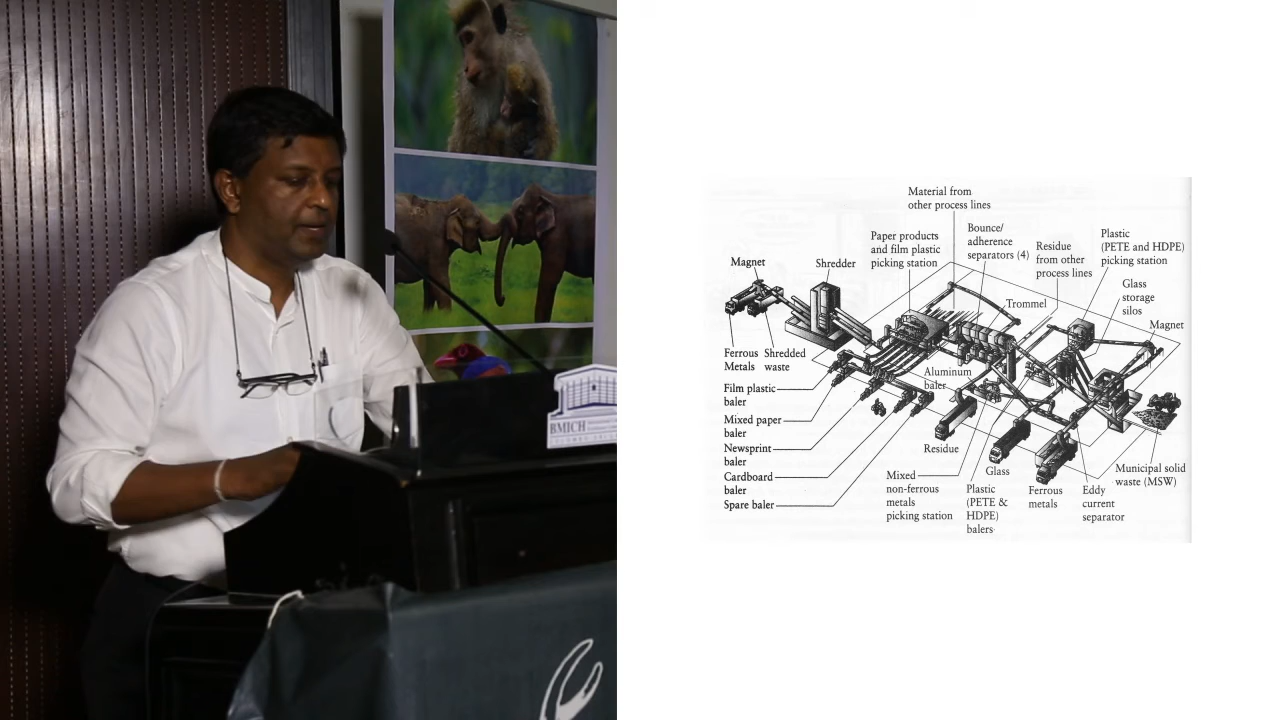 BMICH
Material from
other process lines
Paper products
and film plastic
picking station
Bounce/
adherence
separators (4)
Residue
from other
process lines
Plastic
(PETE and HDPE)
picking station
Magnet
Shredder
Trommel
Glass
storage
silos
Magnet
Ferrous
Metals
Shredded
waste
Aluminum
baler
Film plastic
baler
Mixed paper
baler
Newsprint
baler
Cardboard
baler
Spare baler
Residue
Glass
Mixed
non-ferrous
metals
picking station
Plastic
(PETE &
HDPE)
balers
Ferrous
metals
Eddy
current
separator
Municipal solid
waste (MSW)